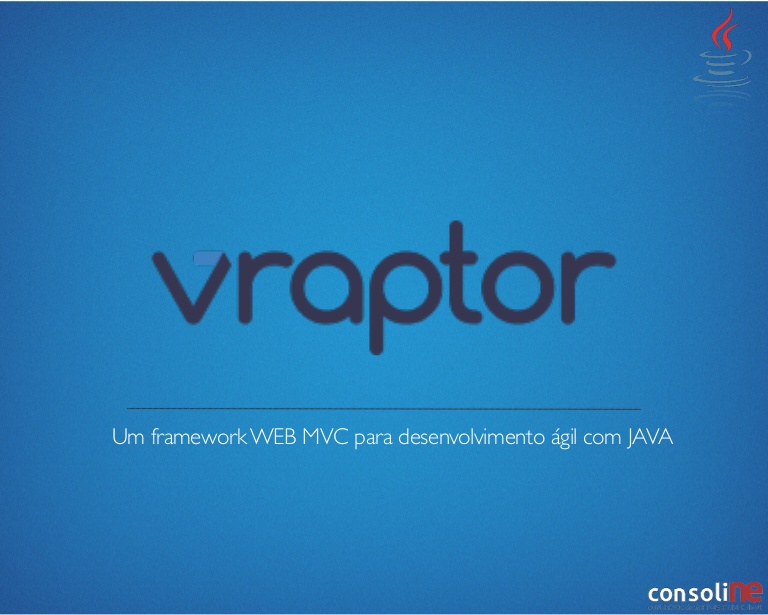 vraptor
Um framework WEB MVC para desenvolvimento ágil com JAVA
consoline